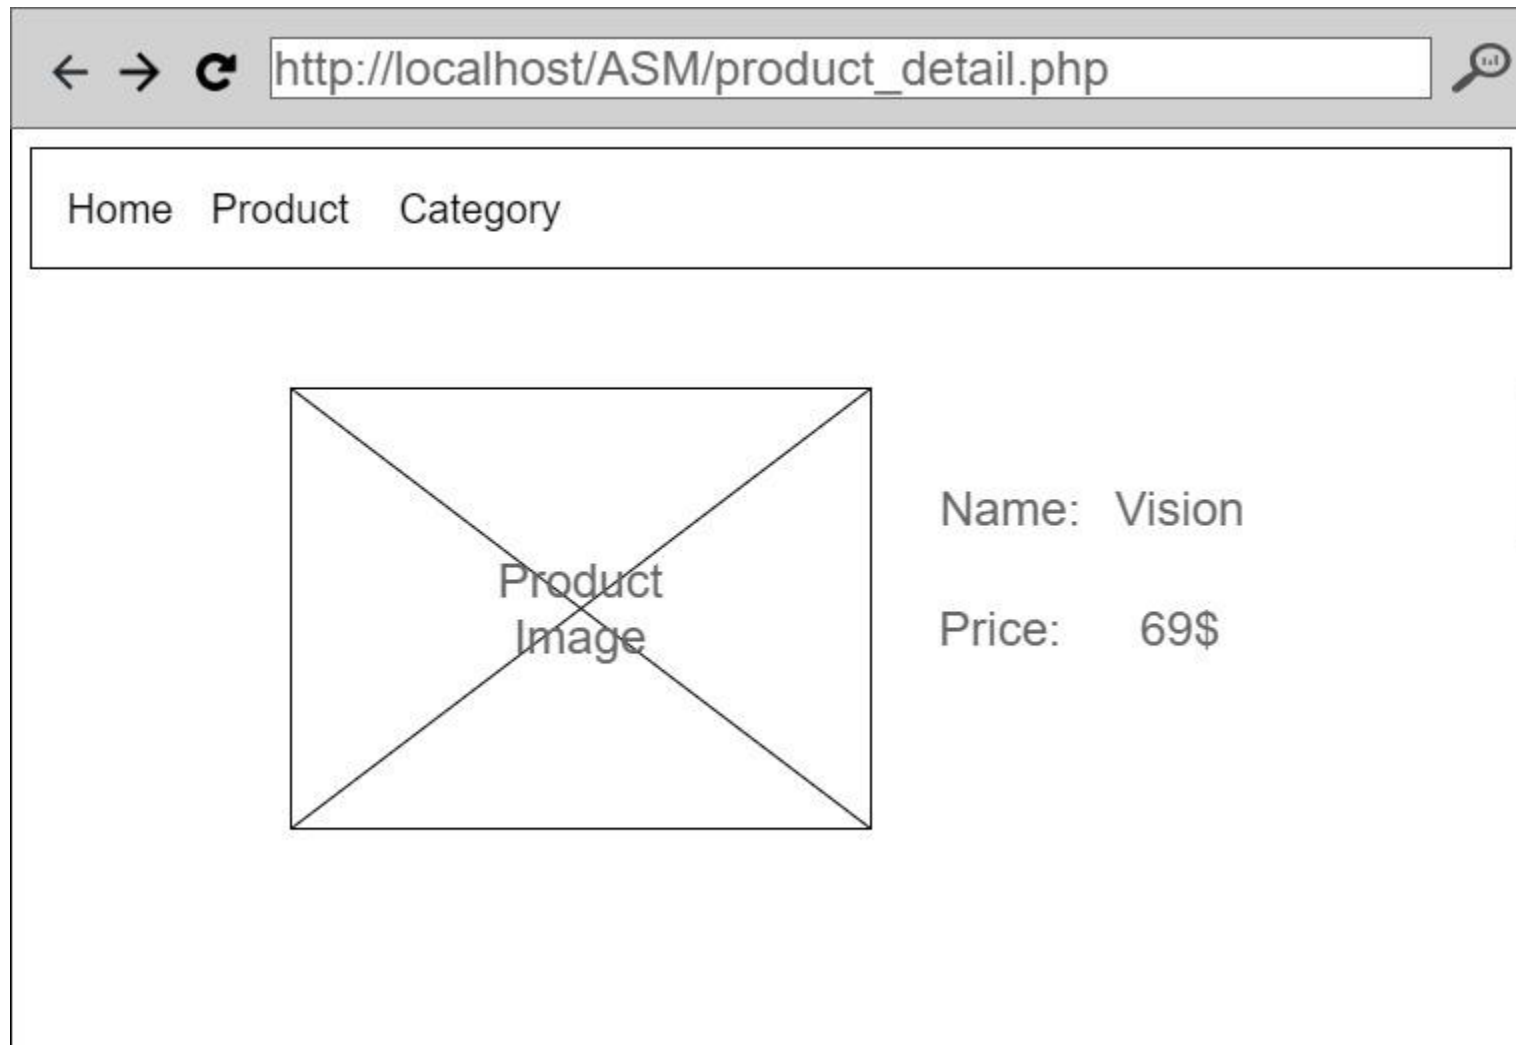 http://localhost/ASM/product_detail.php
Home Product Category
Product
Image
Name: Vision
Price: 69$